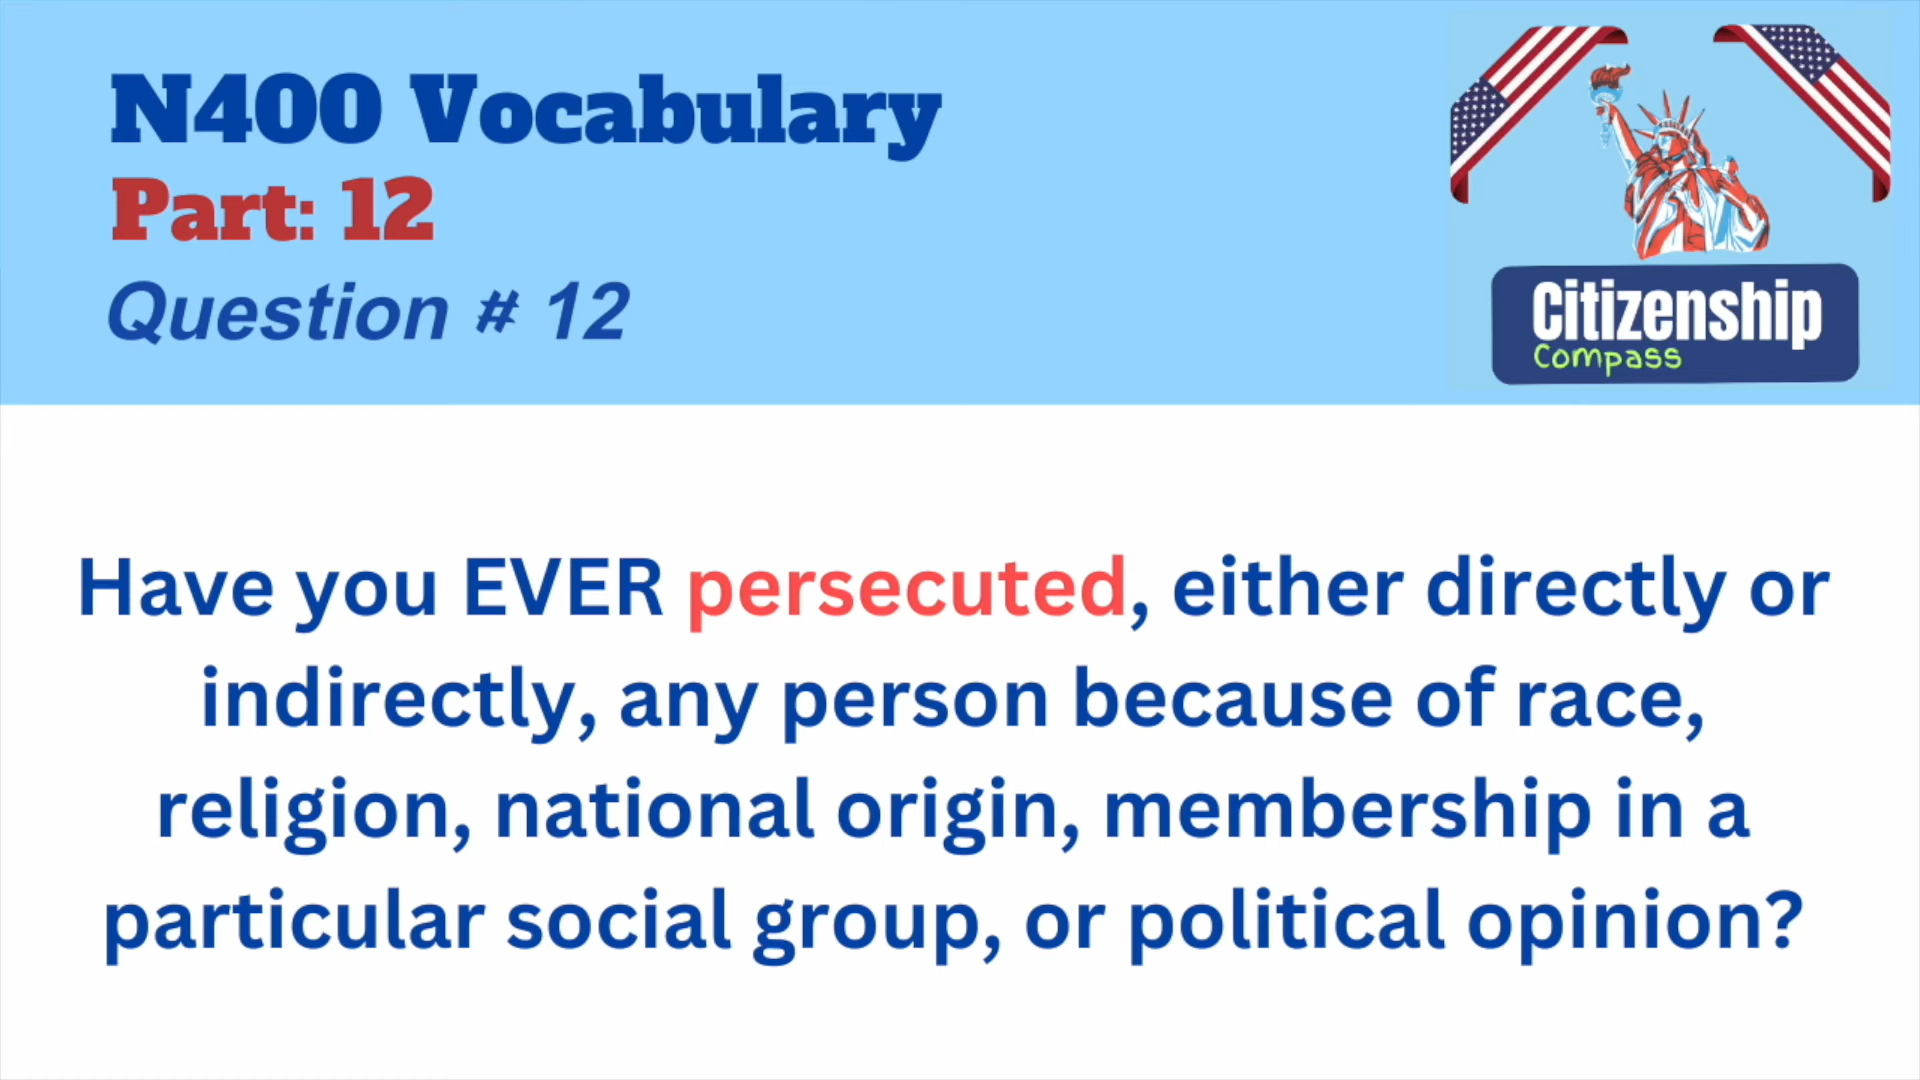 N400 Vocabulary
Part: 12
Question # 12
Citizenship
Compass
Have you EVER persecuted, either directly or
indirectly, any person because of race,
religion, national origin, membership in a
particular social group, or political opinion?